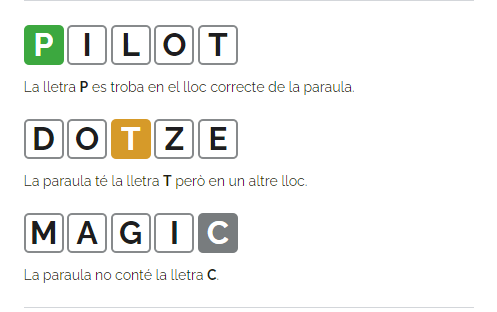 PILOT
La lletra P es troba en el lloc correcte de la paraula.
DOTZE
La paraula té la lletra T però en un altre lloc.
MAGIC
La paraula no conté la lletra C.